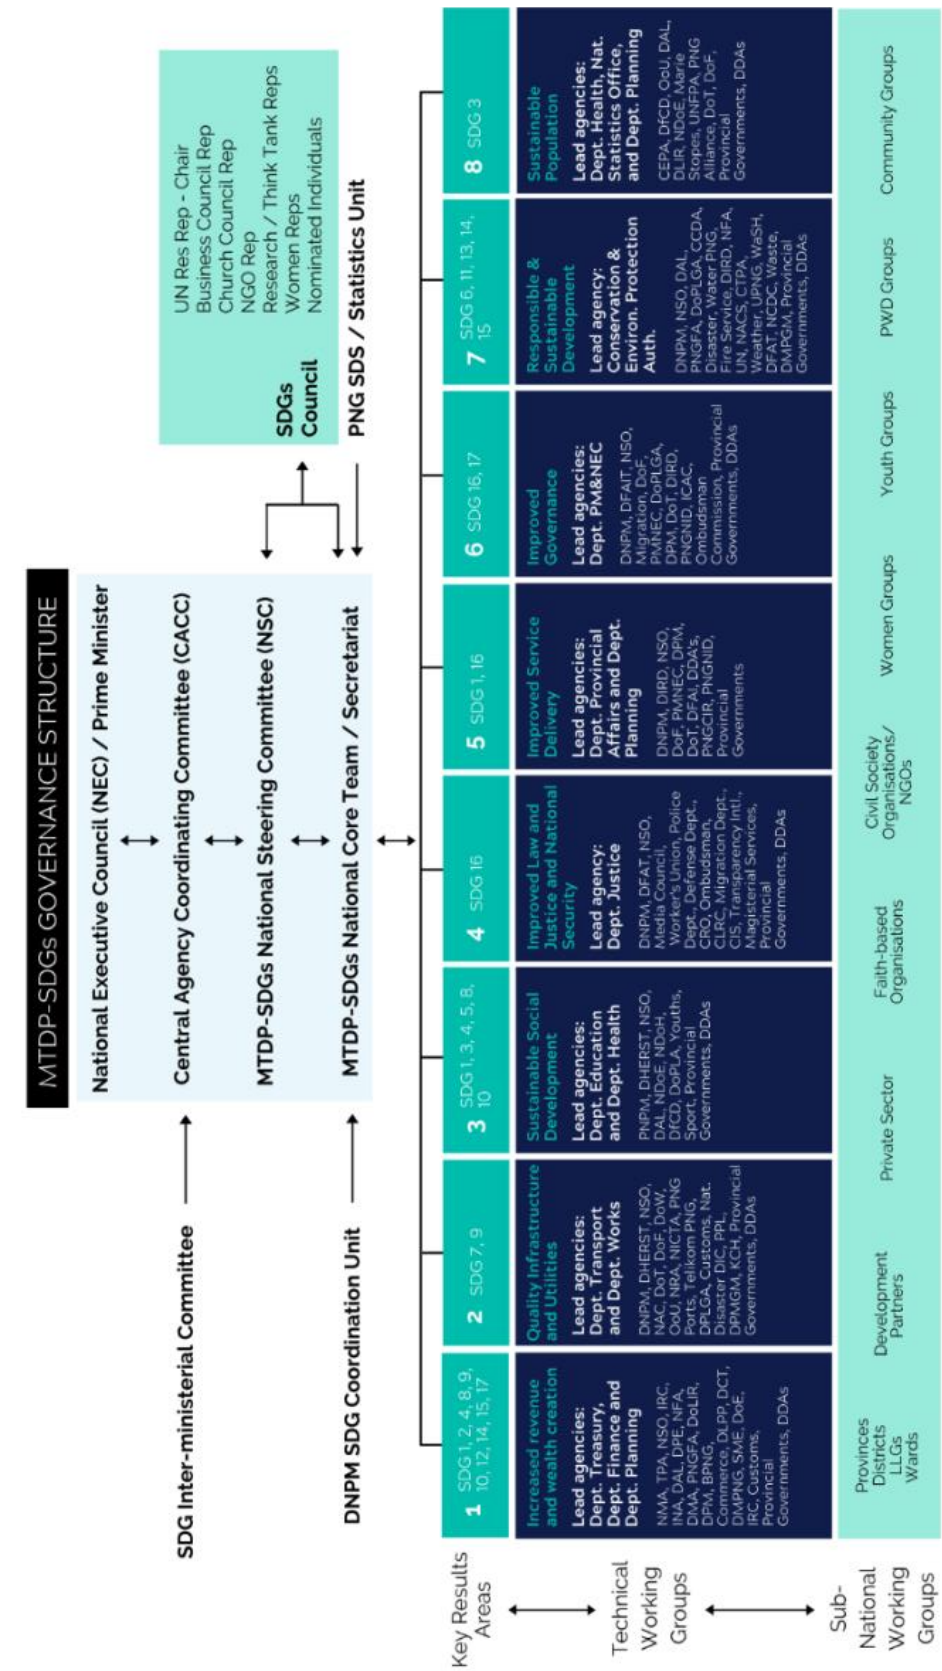 MTDP-SDGs GOVERNANCE STRUCTURE
National Executive Council (NEC) / Prime Minister
Central Agency Coordinating Committee (CACC)
MTDP-SDGs National Steering Committee (NSC)
MTDP-SDGs National Core Team / Secretariat
SDG Inter-ministerial Committee
DNPM SDG Coordination Unit
SDGs
Council
UN Res Rep - Chair
Business Council Rep
Church Council Rep
NGO Rep
Research / Think Tank Reps
Women Reps
Nominated Individuals
PNG SDS / Statistics Unit
Key Results
Areas
1 SDG 1, 2, 4, 8, 9,
10, 12, 14, 15, 17
2 SDG 7, 9
3 SDG 1, 3, 4, 5, 8,
10
4 SDG 16
5 SDG 1, 16
6 SDG 16, 17
7 SDG 6, 11, 13, 14,
15
8 SDG 3
Technical
Working
Groups
Increased revenue
and wealth creation
Lead agencies:
Dept. Treasury,
Dept. Finance and
Dept. Planning
NMA, TPA, NSO, IRC,
INA, DAL, DPE, NFA,
DMA, PNGFA, DoLIR,
DPM, BPNG,
Commerce, DLPP, DCT,
DMPNG, SME, DoE,
IRC, Customs,
Provincial
Governments, DDAs
Quality Infrastructure
and Utilities
Lead agencies:
Dept. Transport
and Dept. Works
DNPM, DHERST, NSO,
NAC, DoT, DoF, DoW,
OoU, NRA, NICTA, PNG
Ports, Telikom PNG,
DPLGA, Customs, Nat.
Disaster DIC, PPL,
DPMGM, KCH, Provincial
Governments, DDAs
Sustainable Social
Development
Lead agencies:
Dept. Education
and Dept. Health
PNPM, DHERST, NSO,
DAL, NDoE, NDoH,
DfCD, DoPLA, Youths,
Sport, Provincial
Governments, DDAs
Improved Law and
Justice and National
Security
Lead agency:
Dept. Justice
DNPM, DFAT, NSO,
Media Council,
Worker's Union, Police
Dept., Defense Dept.,
CRO, Ombudsman,
CLRC, Migration Dept.,
CIS, Transparency Intl.,
Magisterial Services,
Provincial
Governments, DDAs
Improved Service
Delivery
Lead agencies:
Dept. Provincial
Affairs and Dept.
Planning
DNPM, DIRD, NSO,
DoF, PMNEC, DPM,
DoT, DFAI, DDA's,
PNGCIR, PNGNID,
Provincial
Governments
Improved
Governance
Lead agencies:
Dept. PM&NEC
DNPM, DFAIT, NSO,
Migration, DoF,
PMNEC, DoPLGA,
DPM, DoT, DIRD,
PNGNID, ICAC,
Ombudsman
Commission, Provincial
Governments, DDAs
Responsible &
Sustainable
Development
Lead agency:
Conservation &
Environ. Protection
Auth.
DNPM, NSO, DAL,
PNGFA, DoPLGA, CCDA,
Disaster, Water PNG,
Fire Service, DIRD, NFA,
UN, NACS, CTPA,
Weather, UPNG, WaSH,
DFAT, NCDC, Waste,
DMPGM, Provincial
Governments, DDAs
Sustainable
Population
Lead agencies:
Dept. Health, Nat.
Statistics Office,
and Dept. Planning
CEPA, DfCD, OoU, DAL,
DLIR, NDoE, Marie
Stopes, UNFPA, PNG
Alliance, DoT, DoF,
Provincial
Governments, DDAs
Sub-
National
Working
Groups
Provinces
Districts
LLGs
Wards
Development
Partners
Private Sector
Faith-based
Organisations
Civil Society
Organisations/
NGOs
Women Groups
Youth Groups
PWD Groups
Community Groups